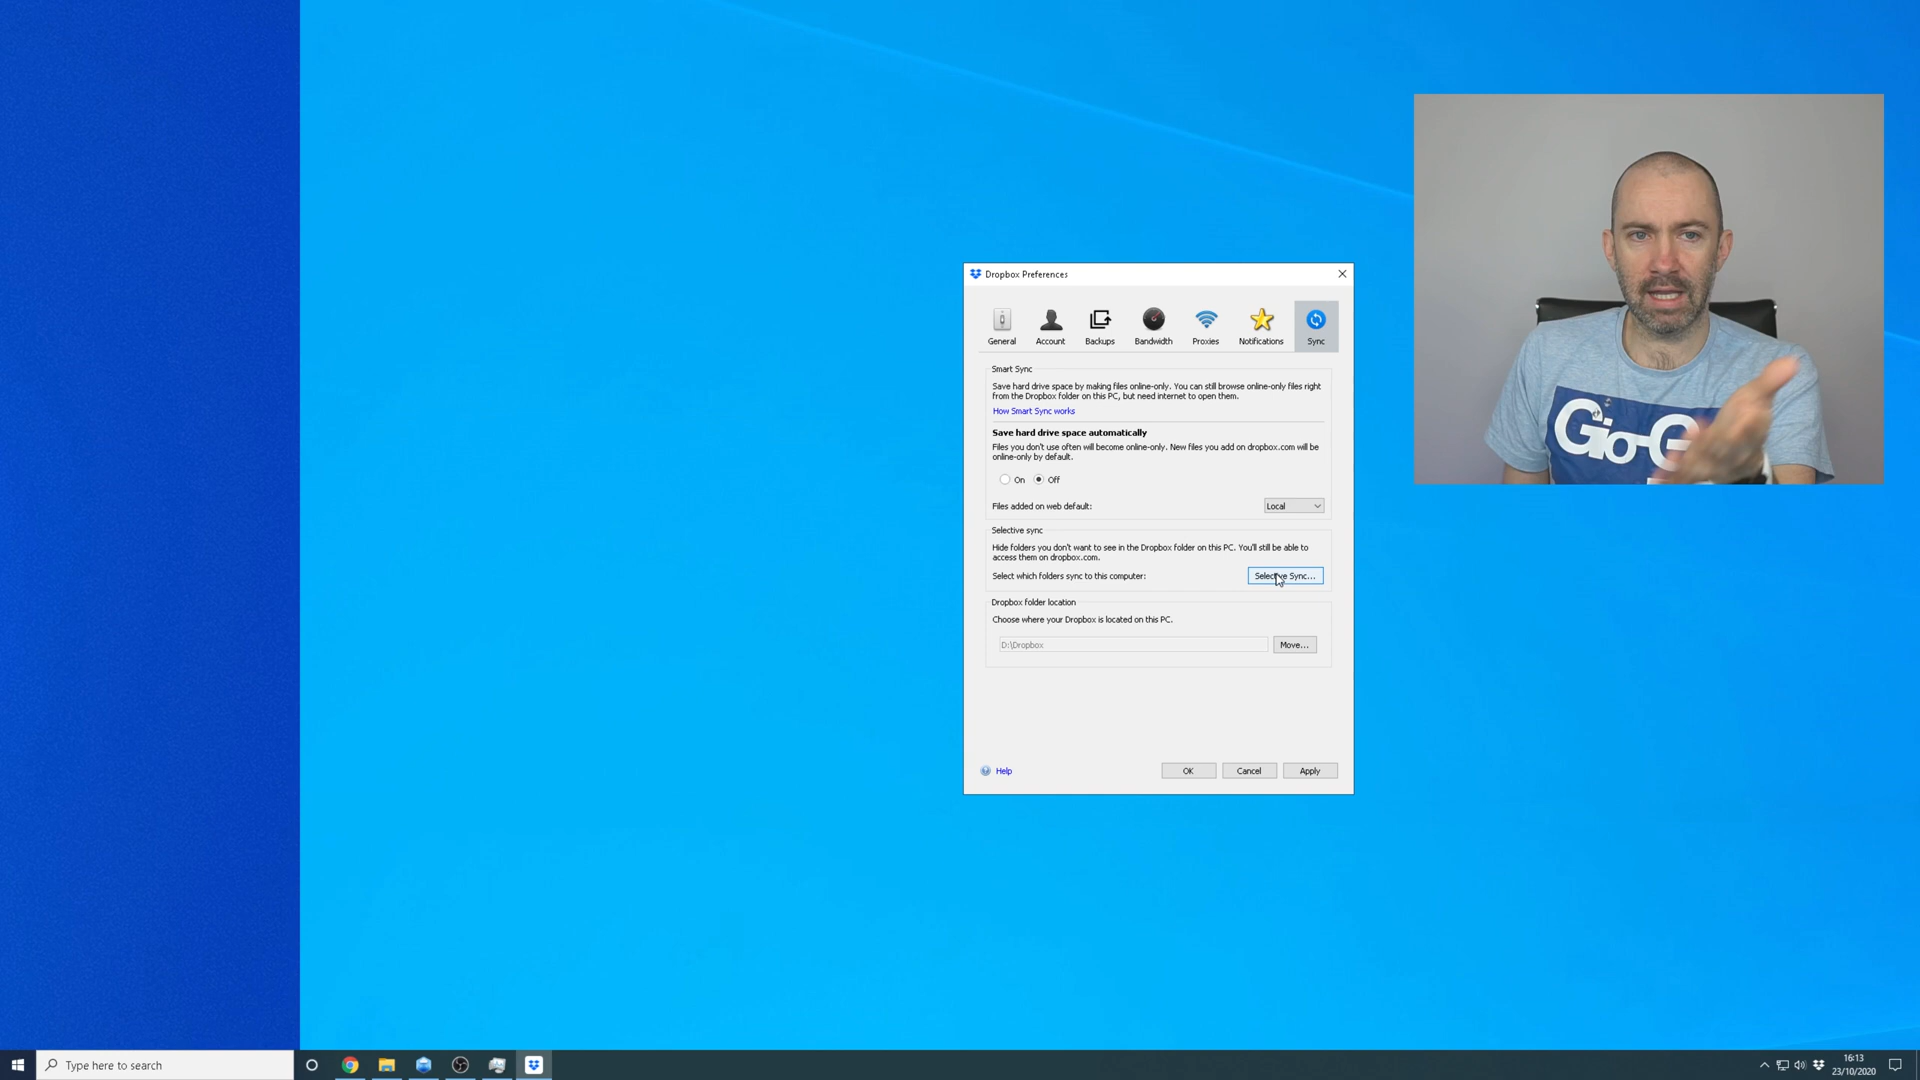 Dropbox Preferences
General
Account
Backups
Bandwidth
Proxies
Notifications
Sync
Smart Sync
Save hard drive space by making files online-only. You can still browse online-only files right
from the Dropbox folder on this PC, but need internet to open them.
How Smart Sync works
Save hard drive space automatically
Files you don't use often will become online-only. New files you add on dropbox.com will be
online-only by default.
On
Off
Files added on web default:
Local
Selective sync
Hide folders you don't want to see in the Dropbox folder on this PC. You'll still be able to
access them on dropbox.com.
Select which folders sync to this computer:
Selective Sync...
Dropbox folder location
Choose where your Dropbox is located on this PC.
D:\Dropbox
Move...
Help
OK
Cancel
Apply
Gio-G
Type here to search
16:13
23/10/2020